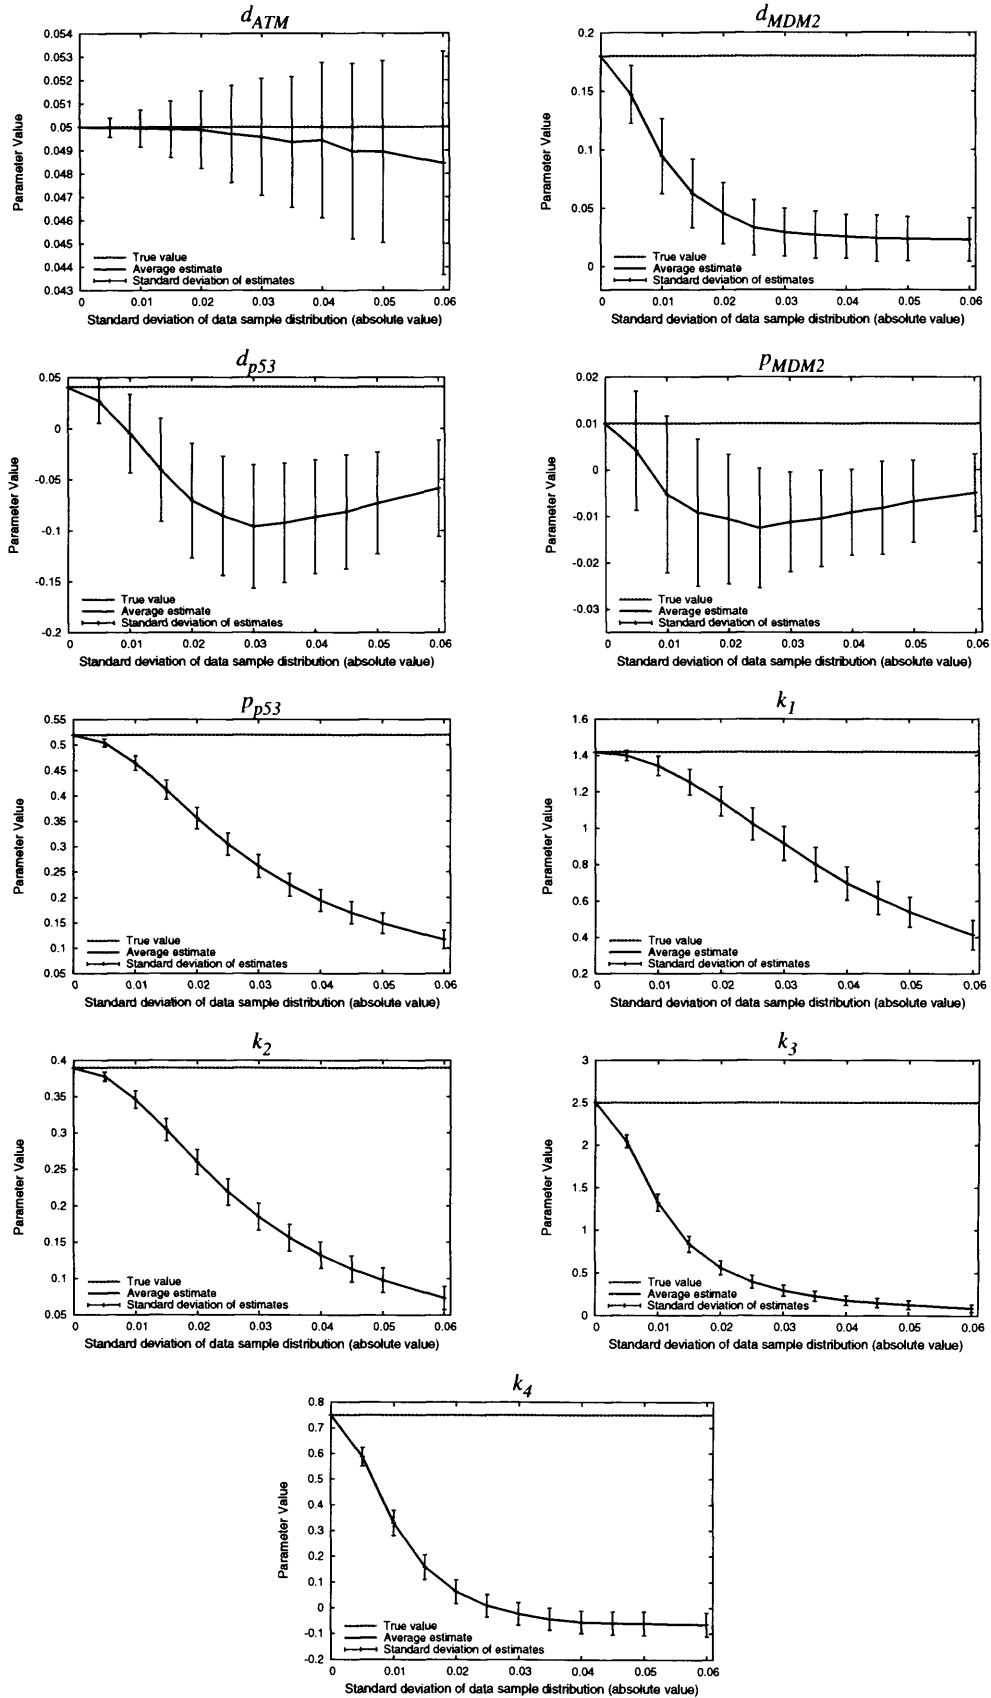 d_ATM
0.054
0.053
0.052
0.051
0.05
0.049
0.048
0.047
0.046
0.045
0.044
0.043
Parameter Value
True value
Average estimate
Standard deviation of estimates
0 0.01 0.02 0.03 0.04 0.05 0.06
Standard deviation of data sample distribution (absolute value)
d_MDM2
0.2
0.15
0.1
0.05
0
Parameter Value
True value
Average estimate
Standard deviation of estimates
0 0.01 0.02 0.03 0.04 0.05 0.06
Standard deviation of data sample distribution (absolute value)
d_p53
0.05
0
-0.05
-0.1
-0.15
-0.2
Parameter Value
True value
Average estimate
Standard deviation of estimates
0 0.01 0.02 0.03 0.04 0.05 0.06
Standard deviation of data sample distribution (absolute value)
p_MDM2
0.02
0.01
0
-0.01
-0.02
-0.03
Parameter Value
True value
Average estimate
Standard deviation of estimates
0 0.01 0.02 0.03 0.04 0.05 0.06
Standard deviation of data sample distribution (absolute value)
p_p53
0.55
0.5
0.45
0.4
0.35
0.3
0.25
0.2
0.15
0.1
0.05
Parameter Value
True value
Average estimate
Standard deviation of estimates
0 0.01 0.02 0.03 0.04 0.05 0.06
Standard deviation of data sample distribution (absolute value)
k_1
1.6
1.4
1.2
1
0.8
0.6
0.4
0.2
Parameter Value
True value
Average estimate
Standard deviation of estimates
0 0.01 0.02 0.03 0.04 0.05 0.06
Standard deviation of data sample distribution (absolute value)
k_2
0.4
0.35
0.3
0.25
0.2
0.15
0.1
0.05
Parameter Value
True value
Average estimate
Standard deviation of estimates
0 0.01 0.02 0.03 0.04 0.05 0.06
Standard deviation of data sample distribution (absolute value)
k_3
3
2.5
2
1.5
1
0.5
0
Parameter Value
True value
Average estimate
Standard deviation of estimates
0 0.01 0.02 0.03 0.04 0.05 0.06
Standard deviation of data sample distribution (absolute value)
k_4
0.8
0.7
0.6
0.5
0.4
0.3
0.2
0.1
0
-0.1
-0.2
Parameter Value
True value
Average estimate
Standard deviation of estimates
0 0.01 0.02 0.03 0.04 0.05 0.06
Standard deviation of data sample distribution (absolute value)